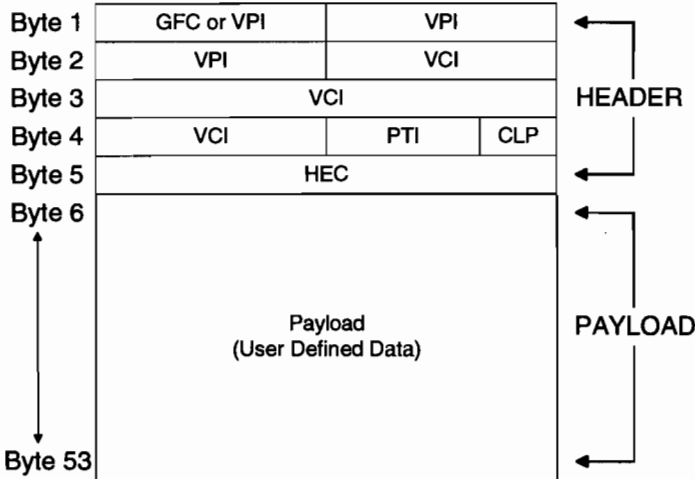 Byte 1 GFC or VPI VPI
Byte 2 VPI VCI
Byte 3 VCI HEADER
Byte 4 VCI PTI CLP
Byte 5 HEC
Byte 6
Payload
(User Defined Data)
PAYLOAD
Byte 53